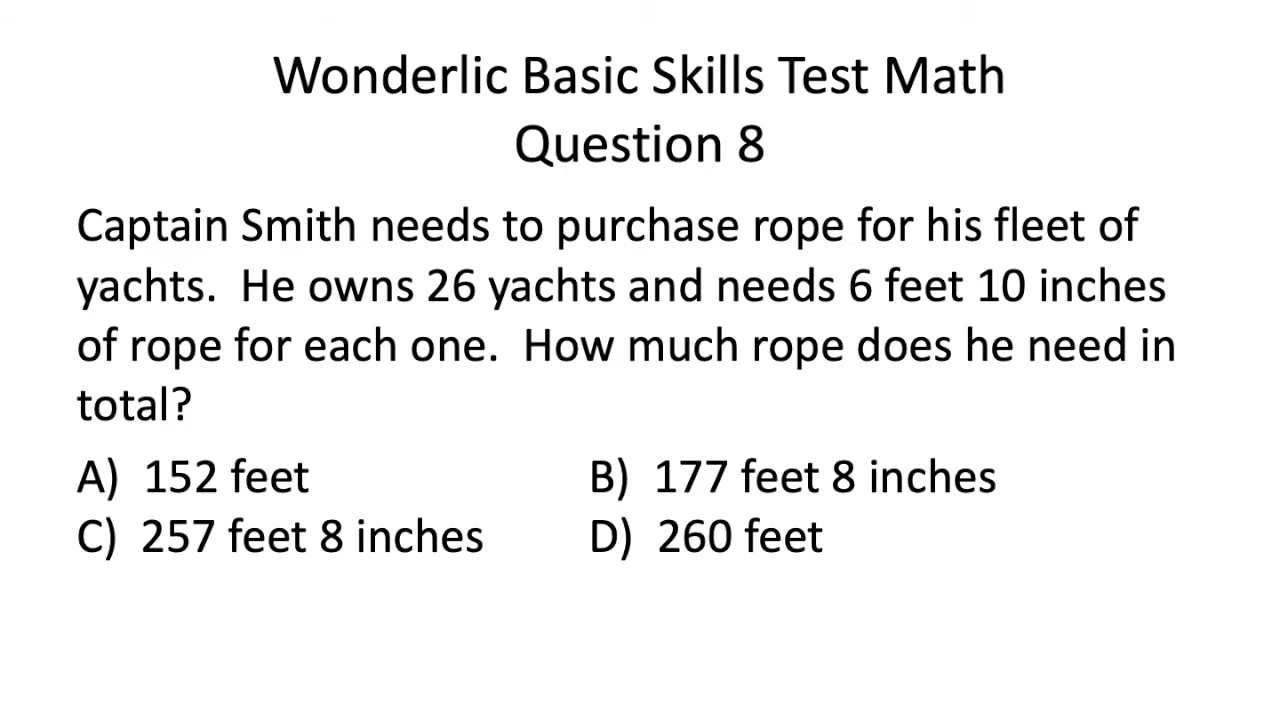 Wonderlic Basic Skills Test Math
Question 8
Captain Smith needs to purchase rope for his fleet of
yachts.  He owns 26 yachts and needs 6 feet 10 inches
of rope for each one.  How much rope does he need in
total?
A)  152 feet    B)  177 feet 8 inches
C)  257 feet 8 inches    D)  260 feet